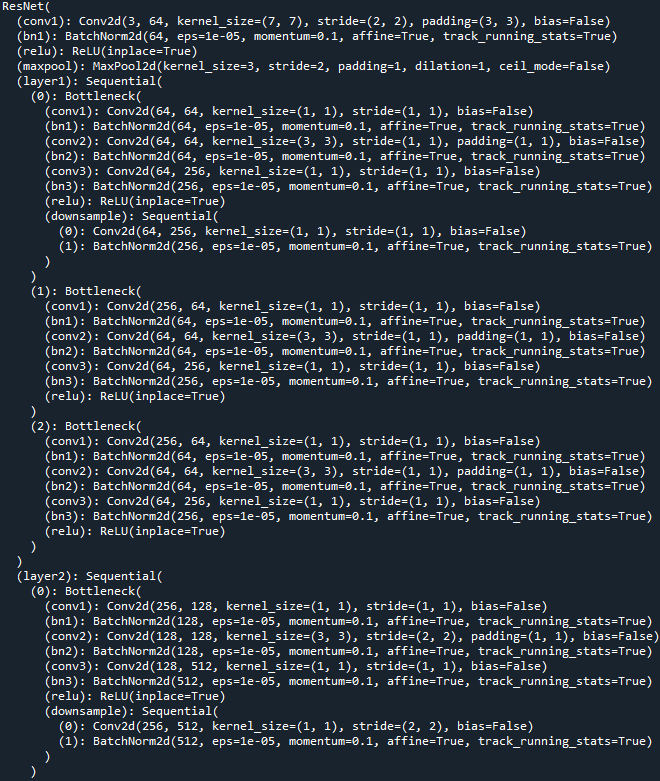 ResNet(
  (conv1): Conv2d(3, 64, kernel_size=(7, 7), stride=(2, 2), padding=(3, 3), bias=False)
  (bn1): BatchNorm2d(64, eps=1e-05, momentum=0.1, affine=True, track_running_stats=True)
  (relu): ReLU(inplace=True)
  (maxpool): MaxPool2d(kernel_size=3, stride=2, padding=1, dilation=1, ceil_mode=False)
  (layer1): Sequential(
    (0): Bottleneck(
      (conv1): Conv2d(64, 64, kernel_size=(1, 1), stride=(1, 1), bias=False)
      (bn1): BatchNorm2d(64, eps=1e-05, momentum=0.1, affine=True, track_running_stats=True)
      (conv2): Conv2d(64, 64, kernel_size=(3, 3), stride=(1, 1), padding=(1, 1), bias=False)
      (bn2): BatchNorm2d(64, eps=1e-05, momentum=0.1, affine=True, track_running_stats=True)
      (conv3): Conv2d(64, 256, kernel_size=(1, 1), stride=(1, 1), bias=False)
      (bn3): BatchNorm2d(256, eps=1e-05, momentum=0.1, affine=True, track_running_stats=True)
      (relu): ReLU(inplace=True)
      (downsample): Sequential(
        (0): Conv2d(64, 256, kernel_size=(1, 1), stride=(1, 1), bias=False)
        (1): BatchNorm2d(256, eps=1e-05, momentum=0.1, affine=True, track_running_stats=True)
      )
    )
    (1): Bottleneck(
      (conv1): Conv2d(256, 64, kernel_size=(1, 1), stride=(1, 1), bias=False)
      (bn1): BatchNorm2d(64, eps=1e-05, momentum=0.1, affine=True, track_running_stats=True)
      (conv2): Conv2d(64, 64, kernel_size=(3, 3), stride=(1, 1), padding=(1, 1), bias=False)
      (bn2): BatchNorm2d(64, eps=1e-05, momentum=0.1, affine=True, track_running_stats=True)
      (conv3): Conv2d(64, 256, kernel_size=(1, 1), stride=(1, 1), bias=False)
      (bn3): BatchNorm2d(256, eps=1e-05, momentum=0.1, affine=True, track_running_stats=True)
      (relu): ReLU(inplace=True)
    )
    (2): Bottleneck(
      (conv1): Conv2d(256, 64, kernel_size=(1, 1), stride=(1, 1), bias=False)
      (bn1): BatchNorm2d(64, eps=1e-05, momentum=0.1, affine=True, track_running_stats=True)
      (conv2): Conv2d(64, 64, kernel_size=(3, 3), stride=(1, 1), padding=(1, 1), bias=False)
      (bn2): BatchNorm2d(64, eps=1e-05, momentum=0.1, affine=True, track_running_stats=True)
      (conv3): Conv2d(64, 256, kernel_size=(1, 1), stride=(1, 1), bias=False)
      (bn3): BatchNorm2d(256, eps=1e-05, momentum=0.1, affine=True, track_running_stats=True)
      (relu): ReLU(inplace=True)
    )
  )
  (layer2): Sequential(
    (0): Bottleneck(
      (conv1): Conv2d(256, 128, kernel_size=(1, 1), stride=(1, 1), bias=False)
      (bn1): BatchNorm2d(128, eps=1e-05, momentum=0.1, affine=True, track_running_stats=True)
      (conv2): Conv2d(128, 128, kernel_size=(3, 3), stride=(2, 2), padding=(1, 1), bias=False)
      (bn2): BatchNorm2d(128, eps=1e-05, momentum=0.1, affine=True, track_running_stats=True)
      (conv3): Conv2d(128, 512, kernel_size=(1, 1), stride=(1, 1), bias=False)
      (bn3): BatchNorm2d(512, eps=1e-05, momentum=0.1, affine=True, track_running_stats=True)
      (relu): ReLU(inplace=True)
      (downsample): Sequential(
        (0): Conv2d(256, 512, kernel_size=(1, 1), stride=(2, 2), bias=False)
        (1): BatchNorm2d(512, eps=1e-05, momentum=0.1, affine=True, track_running_stats=True)
      )
    )